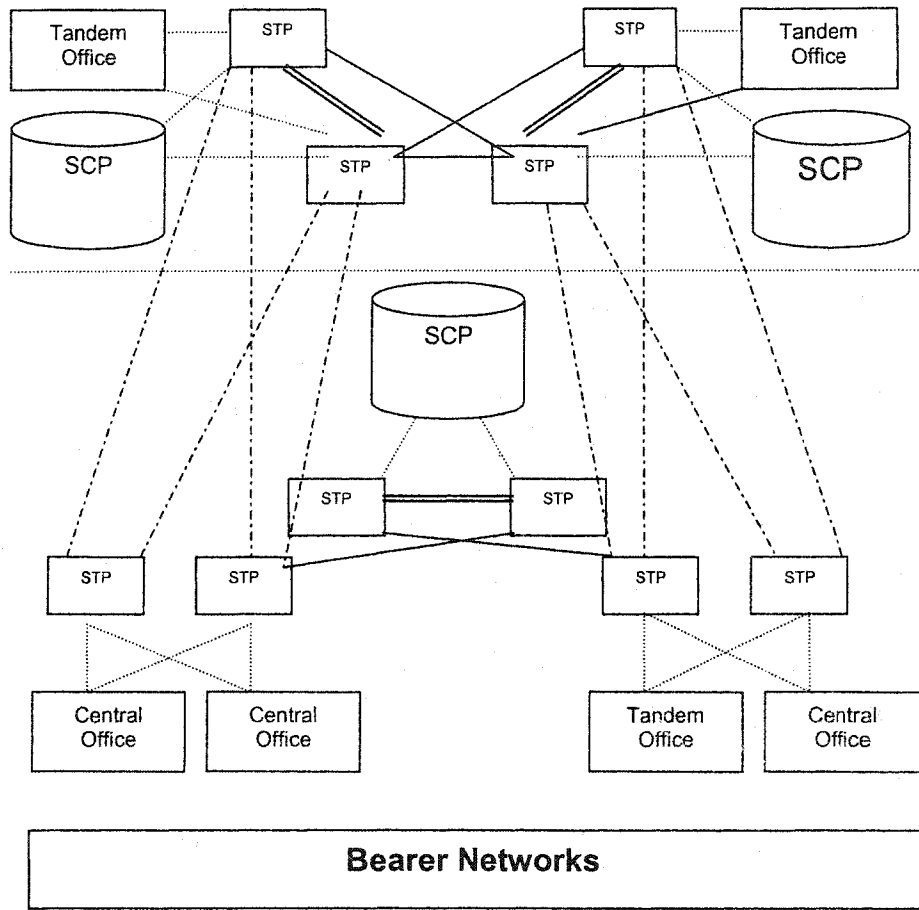 Tandem
Office
STP
STP
Tandem
Office
SCP
STP
STP
SCP
SCP
STP
STP
STP
STP
STP
STP
Central
Office
Central
Office
Tandem
Office
Central
Office
Bearer Networks